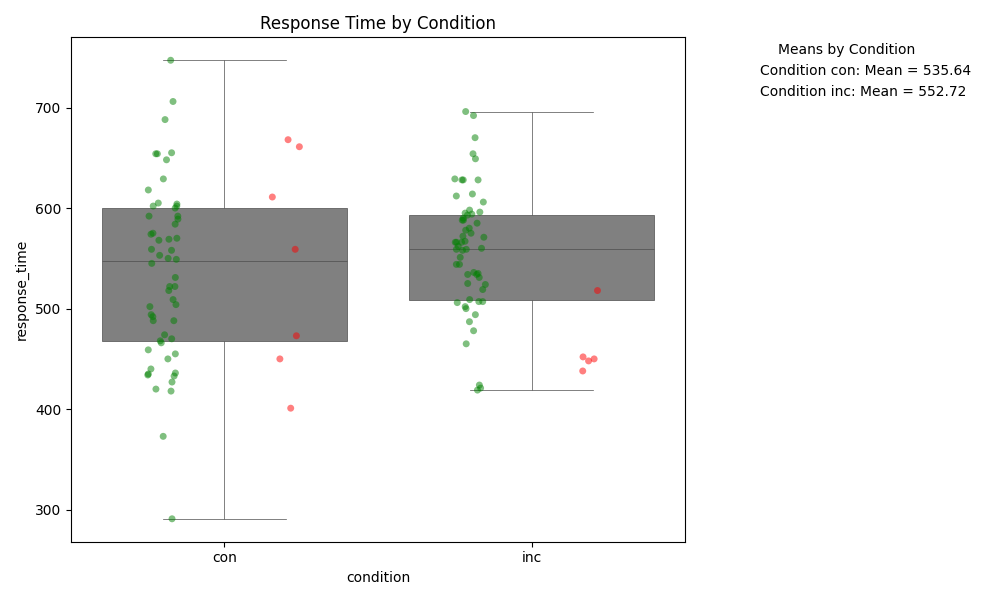 Response Time by Condition
Means by Condition
Condition con: Mean = 535.64
Condition inc: Mean = 552.72
response_time
700
600
500
400
300
con
inc
condition